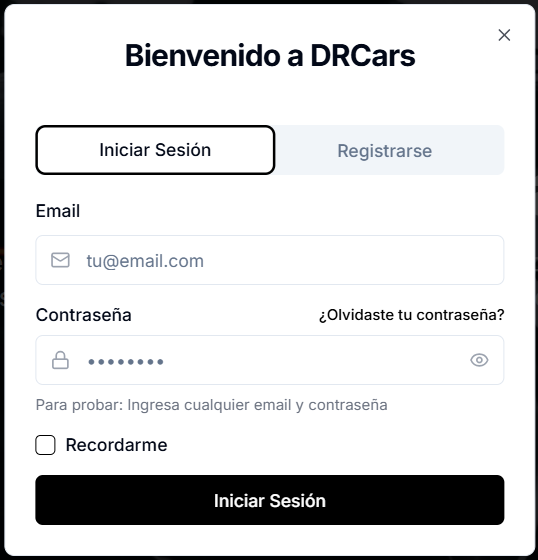 Bienvenido a DRCars
Iniciar Sesión
Registrarse
Email
tu@email.com
Contraseña
¿Olvidaste tu contraseña?
••••••••
Para probar: Ingresa cualquier email y contraseña
Recordarme
Iniciar Sesión